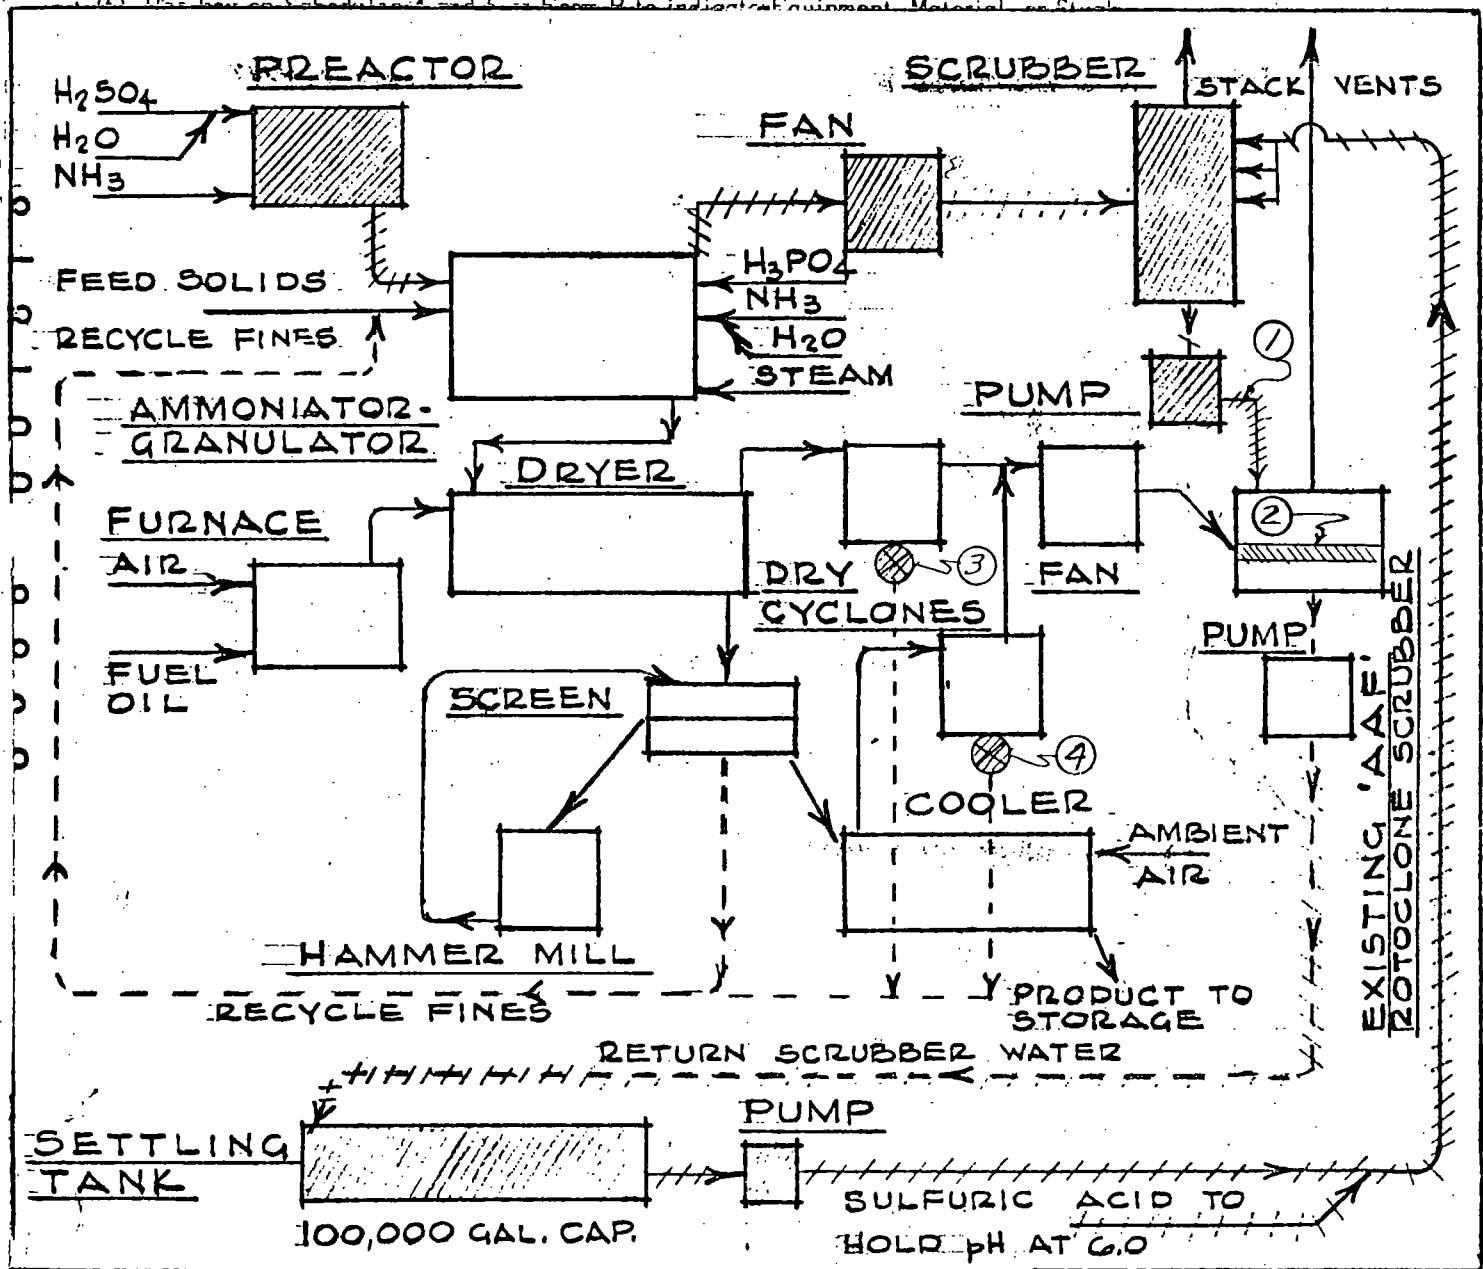 PREACTOR
H₂SO₄
H₂O
NH₃
SCRUBBER
STACK VENTS
FAN
FEED SOLIDS
RECYCLE FINES
H₃PO₄
NH₃
H₂O
STEAM
AMMONIATOR-
GRANULATOR
PUMP
1
DRYER
FURNACE
AIR
FUEL
OIL
2
3
DRY
CYCLONES
FAN
PUMP
EXISTING 'AAF'
ROTOCLONE SCRUBBER
SCREEN
4
COOLER
AMBIENT
AIR
HAMMER MILL
RECYCLE FINES
PRODUCT TO
STORAGE
RETURN SCRUBBER WATER
SETTLING
TANK
PUMP
100,000 GAL. CAP.
SULFURIC ACID TO
HOLD pH AT 6.0